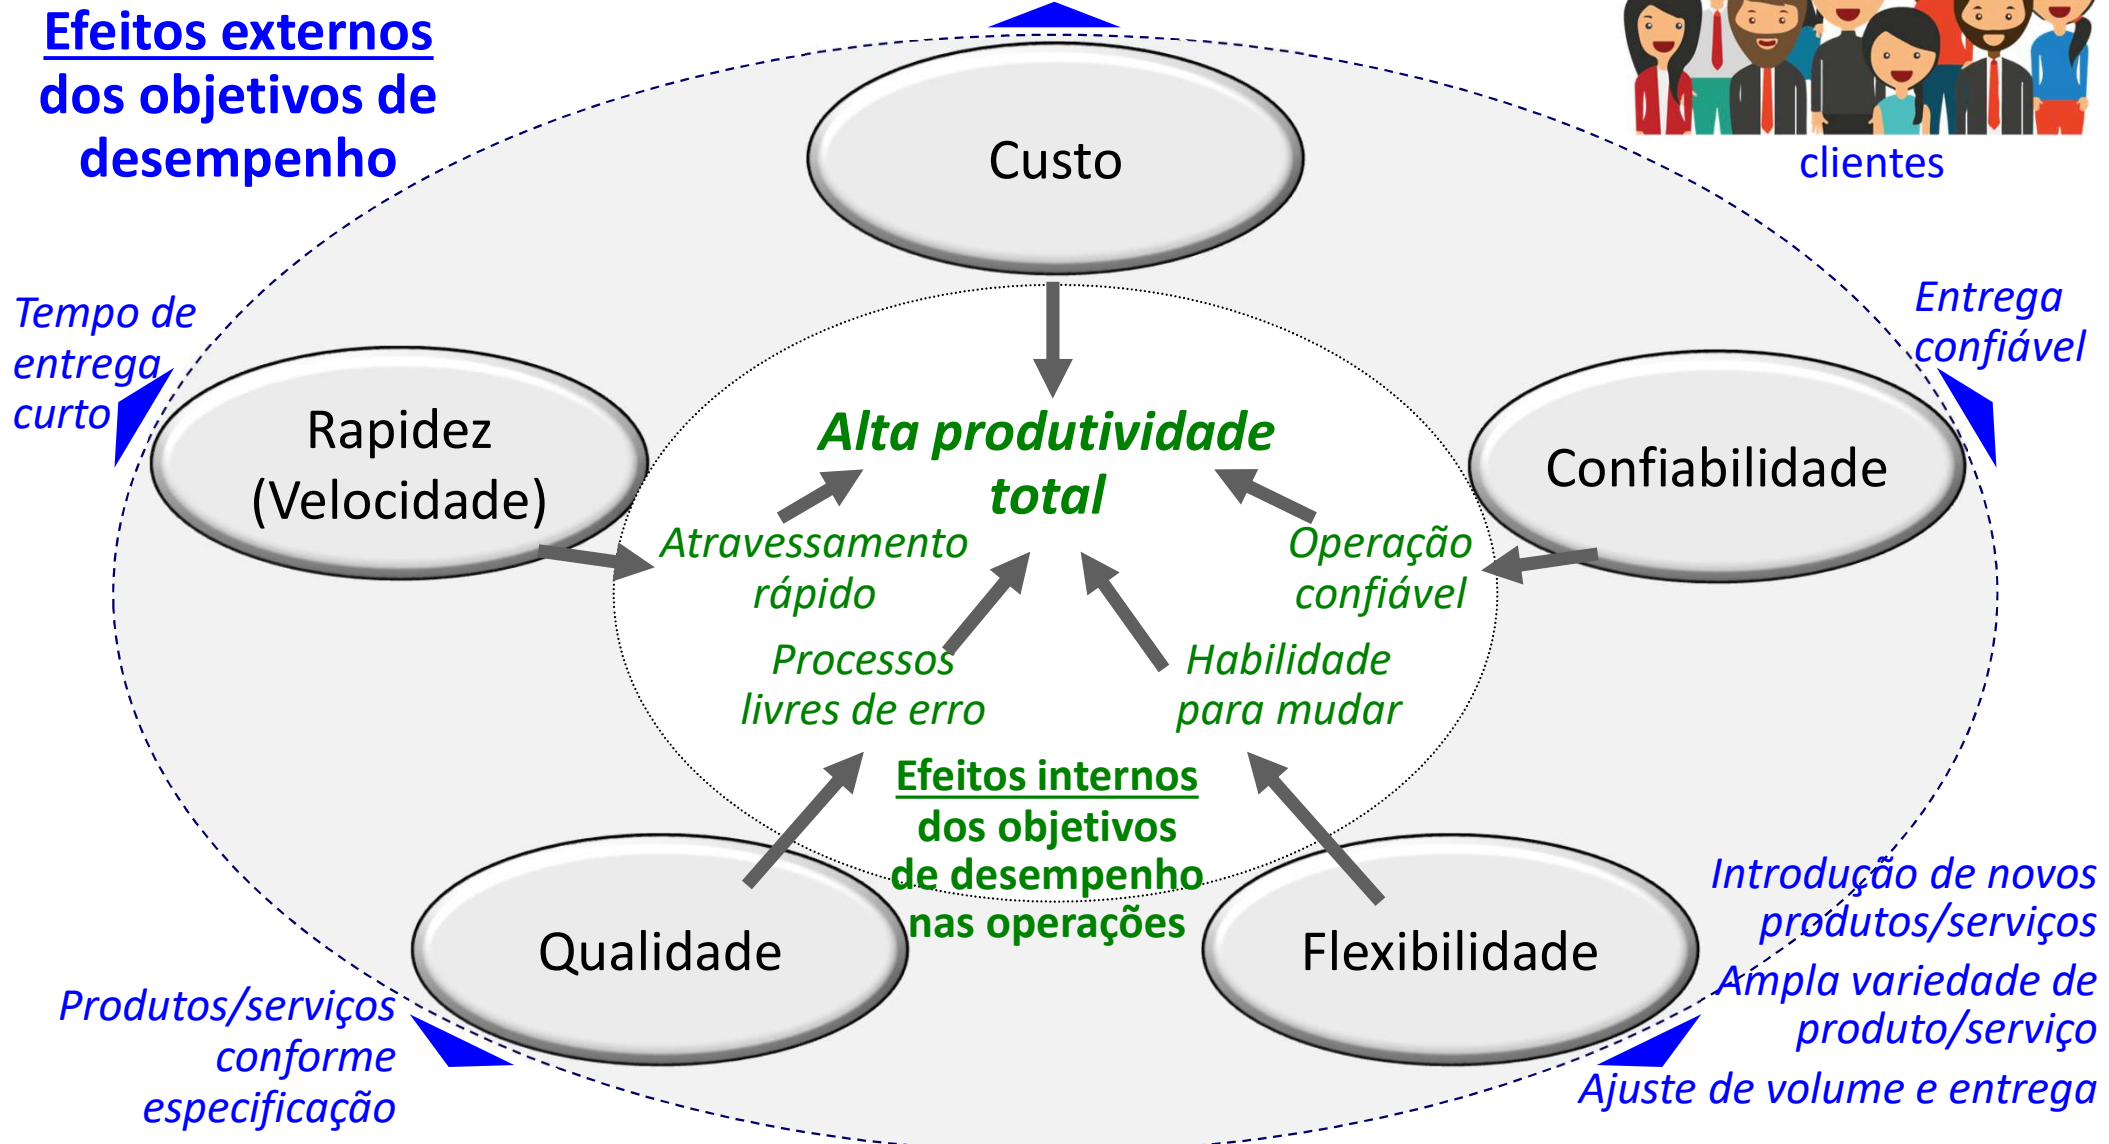 Efeitos externos
dos objetivos de
desempenho
Custo
clientes
Tempo de
entrega
curto
Entrega
confiável
Rapidez
(Velocidade)
Alta produtividade
total
Confiabilidade
Atravessamento
rápido
Operação
confiável
Processos
livres de erro
Habilidade
para mudar
Efeitos internos
dos objetivos
de desempenho
nas operações
Qualidade
Flexibilidade
Introdução de novos
produtos/serviços
Ampla variedade de
produto/serviço
Ajuste de volume e entrega
Produtos/serviços
conforme
especificação